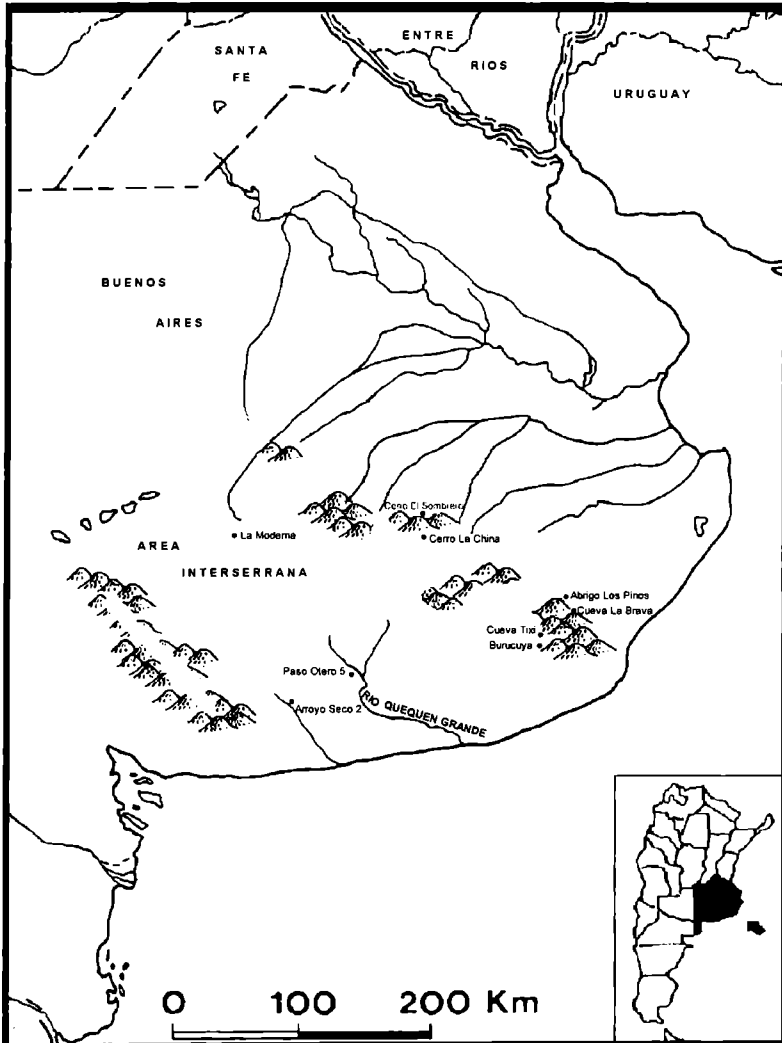 ENTRE
SANTA
FE
RIOS
URUGUAY
BUENOS
AIRES
Cerro El Sombrero
La Moderna
Cerro La China
AREA
INTERSERRANA
Abrigo Los Pinos
Cueva La Brava
Cueva Tixi
Burucuya
Paso Otero 5
RÍO QUEQUEN GRANDE
Arroyo Seco 2
0 100 200 Km